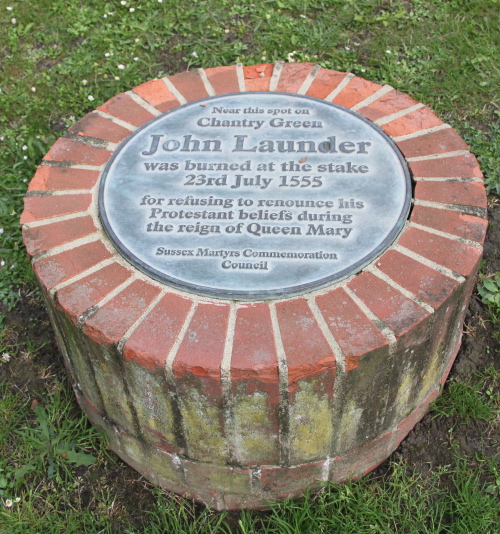 Near this spot on
Chantry Green
John Launder
was burned at the stake
23rd July 1555
for refusing to renounce his
Protestant beliefs during
the reign of Queen Mary
Sussex Martyrs Commemoration
Council